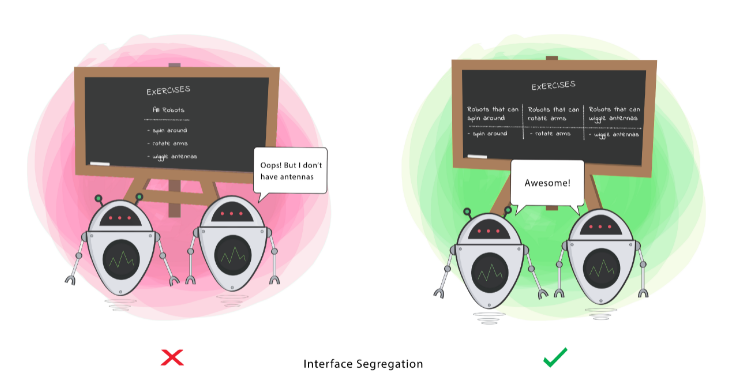 EXERCISES
All Robots
- spin around
- rotate arms
- wiggle antennas
Oops! But I don't
have antennas
EXERCISES
Robots that can
spin around
- spin around
Robots that can
rotate arms
- rotate arms
Robots that can
wiggle antennas
- wiggle antennas
Awesome!
Interface Segregation